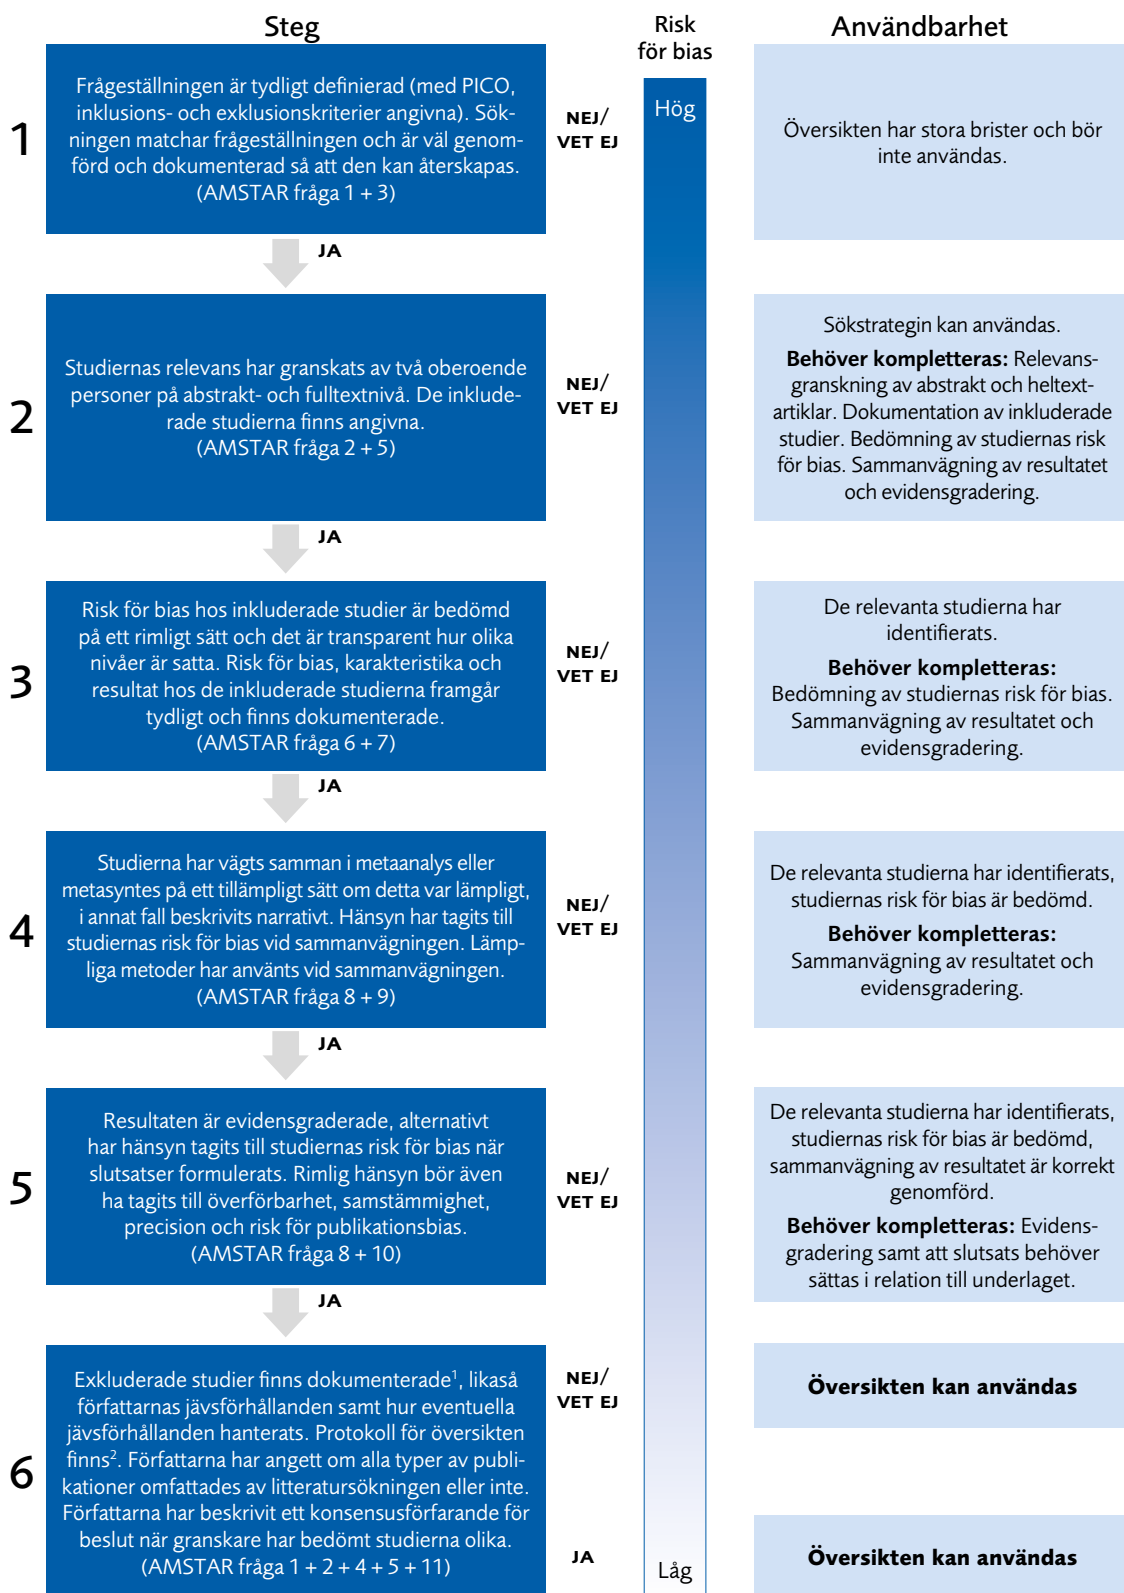 Steg
Risk
för bias
Användbarhet
1
Frågeställningen är tydligt definierad (med PICO,
inklusions- och exklusionskriterier angivna). Sök-
ningen matchar frågeställningen och är väl genom-
förd och dokumenterad så att den kan återskapas.
(AMSTAR fråga 1 + 3)
NEJ/
VET EJ
Hög
Översikten har stora brister och bör
inte användas.
JA
2
Studiernas relevans har granskats av två oberoende
personer på abstrakt- och fulltextnivå. De inklude-
rade studierna finns angivna.
(AMSTAR fråga 2 + 5)
NEJ/
VET EJ
Sökstrategin kan användas.
Behöver kompletteras: Relevans-
granskning av abstrakt och heltext-
artiklar. Dokumentation av inkluderade
studier. Bedömning av studiernas risk
för bias. Sammanvägning av resultatet
och evidensgradering.
JA
3
Risk för bias hos inkluderade studier är bedömd
på ett rimligt sätt och det är transparent hur olika
nivåer är satta. Risk för bias, karakteristika och
resultat hos de inkluderade studierna framgår
tydligt och finns dokumenterade.
(AMSTAR fråga 6 + 7)
NEJ/
VET EJ
De relevanta studierna har
identifierats.
Behöver kompletteras:
Bedömning av studiernas risk för bias.
Sammanvägning av resultatet och
evidensgradering.
JA
4
Studierna har vägts samman i metaanalys eller
metasyntes på ett tillämpligt sätt om detta var lämpligt,
i annat fall beskrivits narrativt. Hänsyn har tagits till
studiernas risk för bias vid sammanvägningen. Lämp-
liga metoder har använts vid sammanvägningen.
(AMSTAR fråga 8 + 9)
NEJ/
VET EJ
De relevanta studierna har identifierats,
studiernas risk för bias är bedömd.
Behöver kompletteras:
Sammanvägning av resultatet och
evidensgradering.
JA
5
Resultaten är evidensgraderade, alternativt
har hänsyn tagits till studiernas risk för bias när
slutsatser formulerats. Rimlig hänsyn bör även
ha tagits till överförbarhet, samstämmighet,
precision och risk för publikationsbias.
(AMSTAR fråga 8 + 10)
NEJ/
VET EJ
De relevanta studierna har identifierats,
studiernas risk för bias är bedömd,
sammanvägning av resultatet är korrekt
genomförd.
Behöver kompletteras: Evidens-
gradering samt att slutsats behöver
sättas i relation till underlaget.
JA
6
Exkluderade studier finns dokumenterade¹, likaså
författarnas jävsförhållanden samt hur eventuella
jävsförhållanden hanterats. Protokoll för översikten
finns². Författarna har angett om alla typer av publi-
kationer omfattades av litteratursökningen eller inte.
Författarna har beskrivit ett konsensusförfarande för
beslut när granskare har bedömt studierna olika.
(AMSTAR fråga 1 + 2 + 4 + 5 + 11)
NEJ/
VET EJ
Översikten kan användas
JA
Låg
Översikten kan användas